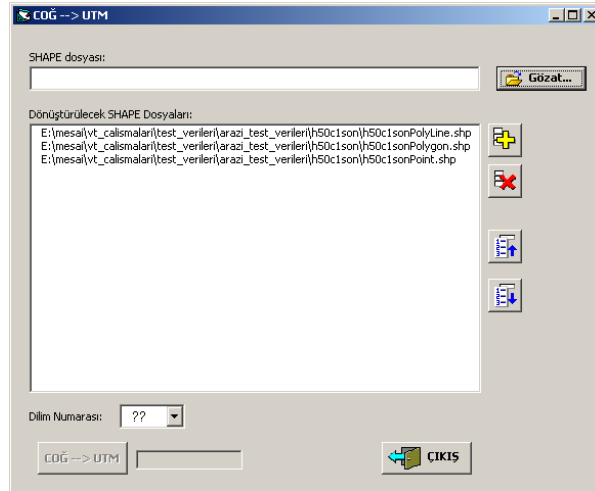 COĞ --> UTM
SHAPE dosyası:
Gözat...
Dönüştürülecek SHAPE Dosyaları:
E:\mesai\vt_calismalari\test_verileri\arazi_test_verileri\h50c1son\h50c1sonPolyLine.shp
E:\mesai\vt_calismalari\test_verileri\arazi_test_verileri\h50c1son\h50c1sonPolygon.shp
E:\mesai\vt_calismalari\test_verileri\arazi_test_verileri\h50c1son\h50c1sonPoint.shp
Dilim Numarası: ??
COĞ --> UTM
ÇIKIŞ